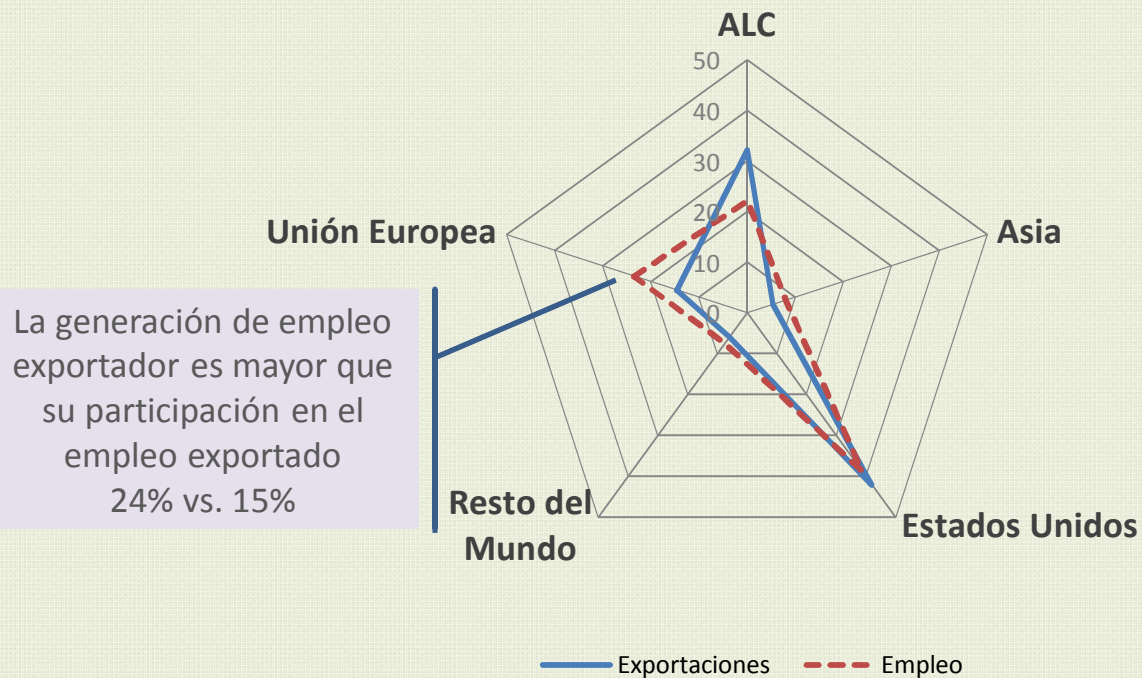 ALC
50
40
30
20
10
0
Unión Europea
Asia
La generación de empleo
exportador es mayor que
su participación en el
empleo exportado
24% vs. 15%
Resto del
Mundo
Estados Unidos
Exportaciones
Empleo